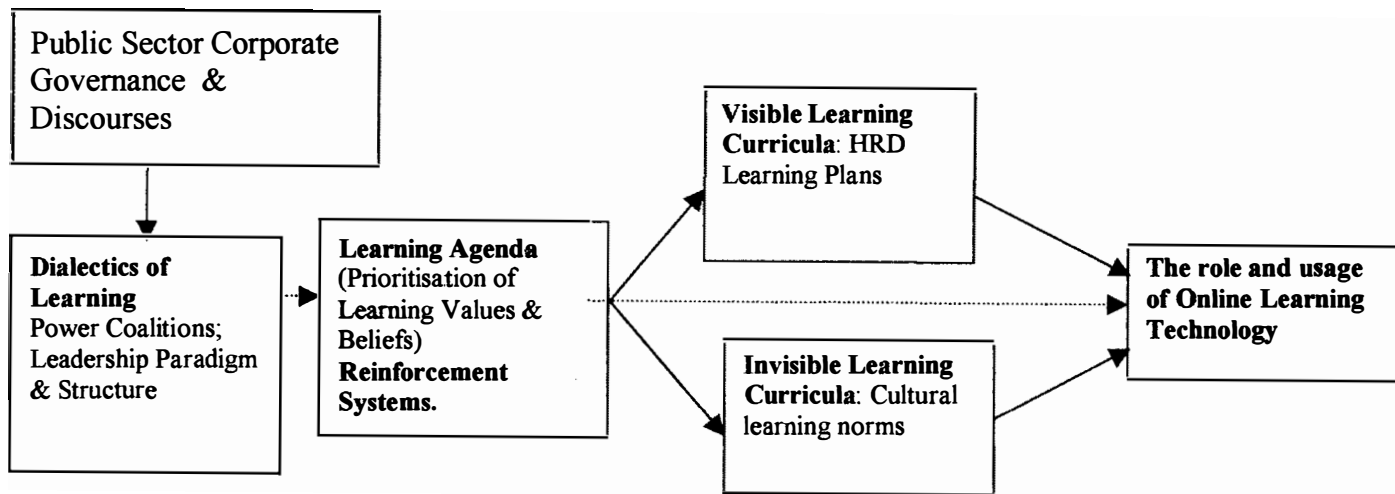 Public Sector Corporate
Governance &
Discourses
Dialectics of
Learning
Power Coalitions;
Leadership Paradigm
& Structure
Learning Agenda
(Prioritisation of
Learning Values &
Beliefs)
Reinforcement
Systems.
Visible Learning
Curricula: HRD
Learning Plans
Invisible Learning
Curricula: Cultural
learning norms
The role and usage
of Online Learning
Technology